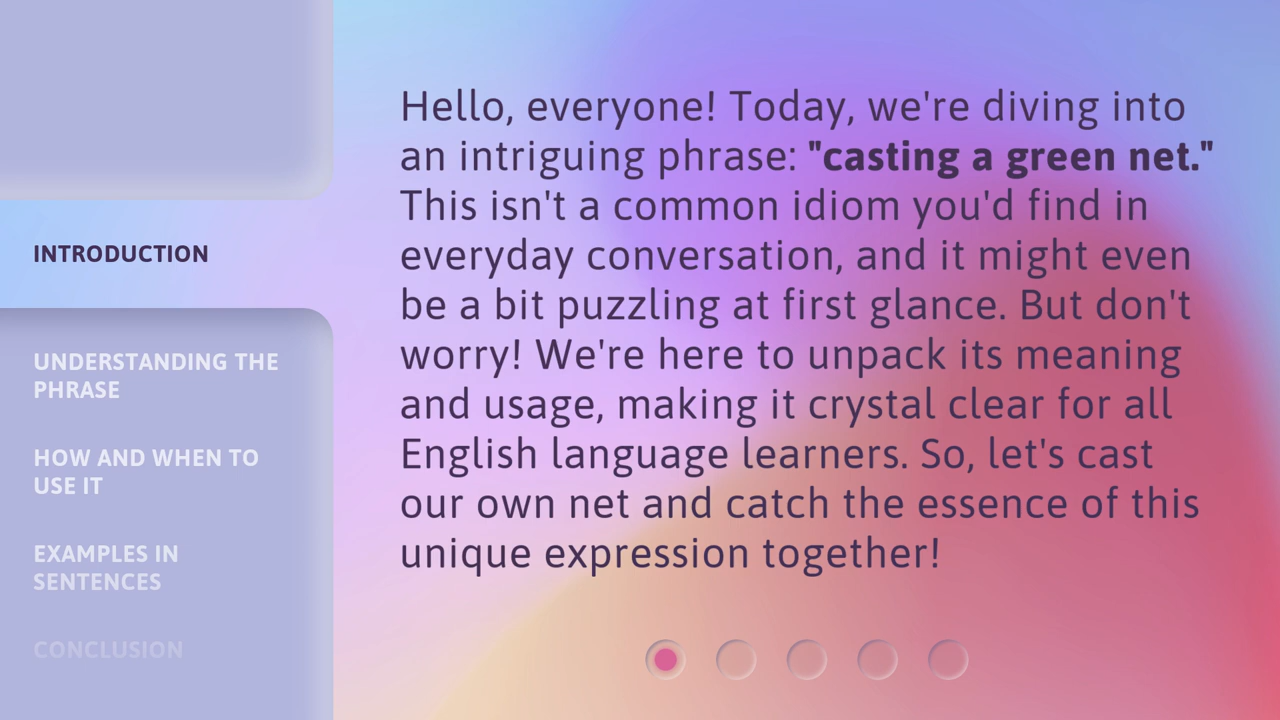 INTRODUCTION
UNDERSTANDING THE
PHRASE
HOW AND WHEN TO
USE IT
EXAMPLES IN
SENTENCES
CONCLUSION
Hello, everyone! Today, we're diving into
an intriguing phrase: "casting a green net."
This isn't a common idiom you'd find in
everyday conversation, and it might even
be a bit puzzling at first glance. But don't
worry! We're here to unpack its meaning
and usage, making it crystal clear for all
English language learners. So, let's cast
our own net and catch the essence of this
unique expression together!